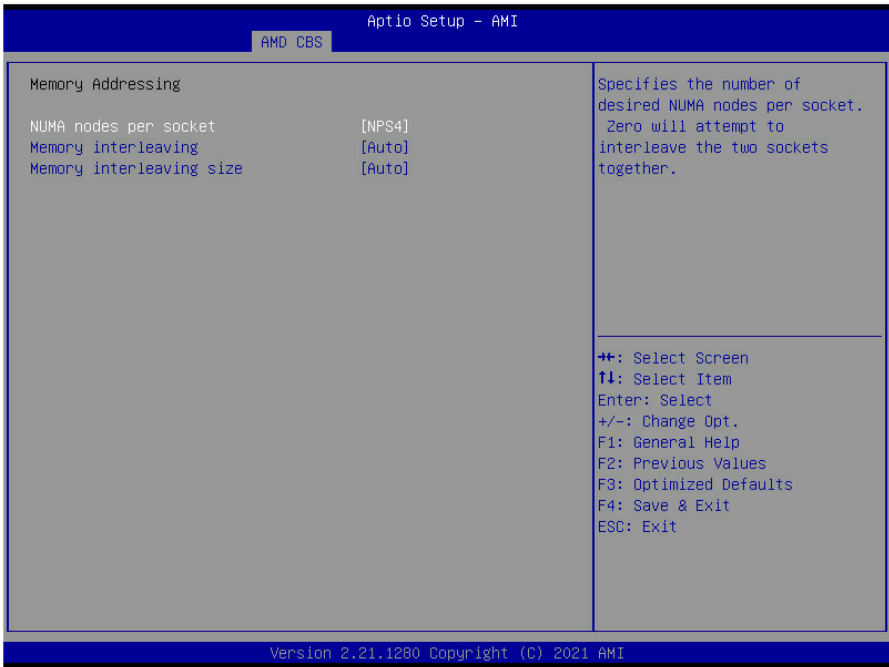 Aptio Setup – AMI
AMD CBS
Memory Addressing
NUMA nodes per socket [NPS4]
Memory interleaving [Auto]
Memory interleaving size [Auto]
Specifies the number of
desired NUMA nodes per socket.
Zero will attempt to
interleave the two sockets
together.
→←: Select Screen
↑↓: Select Item
Enter: Select
+/-: Change Opt.
F1: General Help
F2: Previous Values
F3: Optimized Defaults
F4: Save & Exit
ESC: Exit
Version 2.21.1280 Copyright (C) 2021 AMI